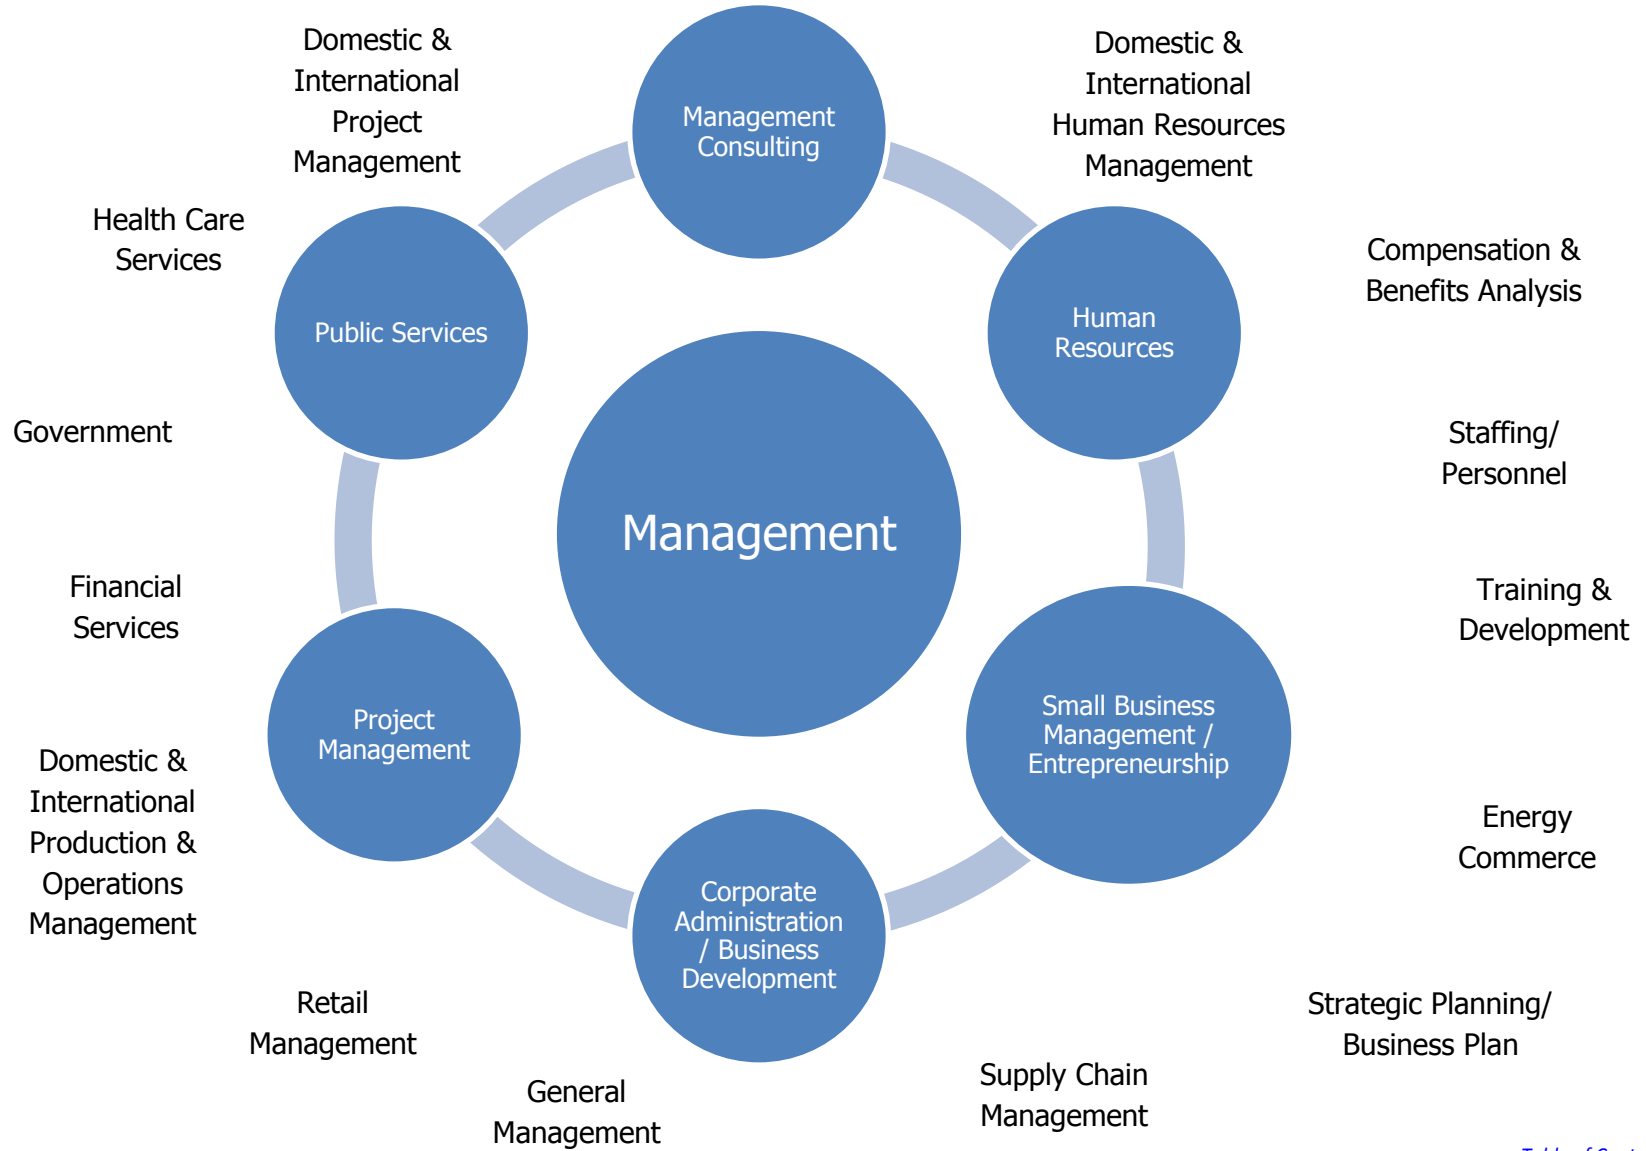 Domestic &
International
Project
Management
Management
Consulting
Domestic &
International
Human Resources
Management
Health Care
Services
Public Services
Human
Resources
Compensation &
Benefits Analysis
Government
Management
Staffing/
Personnel
Financial
Services
Training &
Development
Project
Management
Small Business
Management /
Entrepreneurship
Domestic &
International
Production &
Operations
Management
Energy
Commerce
Corporate
Administration
/ Business
Development
Retail
Management
Strategic Planning/
Business Plan
General
Management
Supply Chain
Management